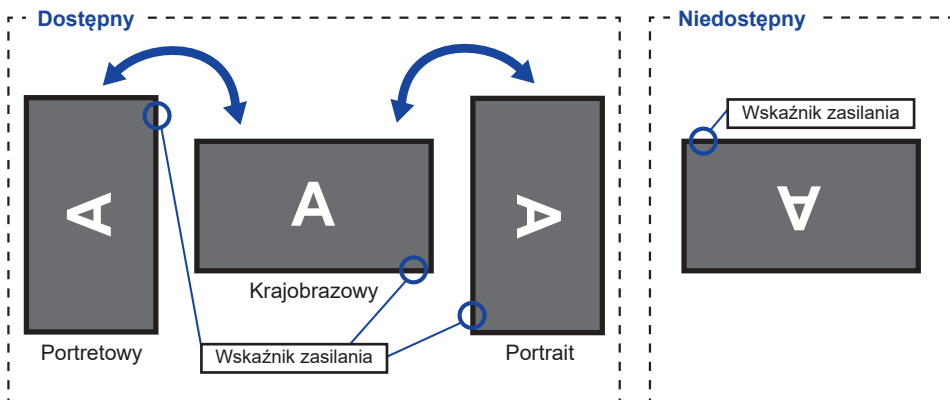 Dostępny
Niedostępny
Wskaźnik zasilania
A
A
A
A
Krajobrazowy
Portretowy
Wskaźnik zasilania
Portrait